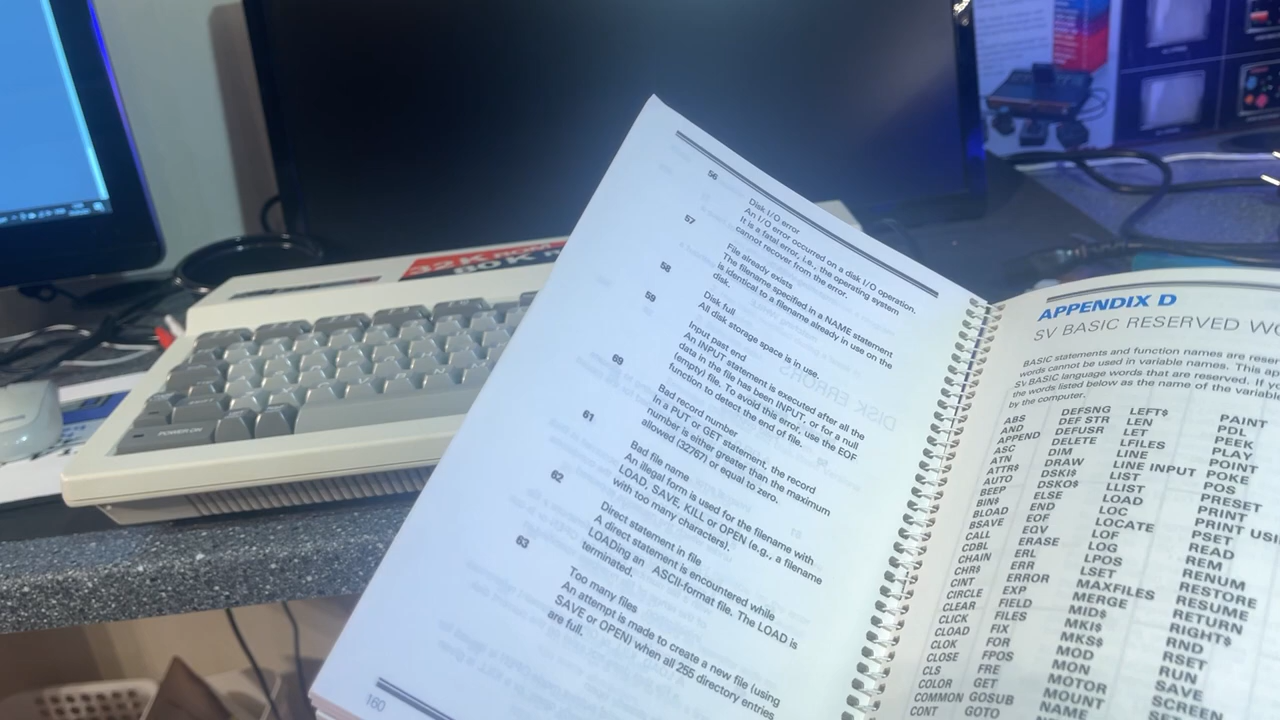 32K ROM
80K
POWER-ON
56
Disk I/O error
An I/O error occurred on a disk I/O operation.
It is a fatal error, i.e., the operating system
cannot recover from the error.
57
File already exists
The filename specified in a NAME statement
is identical to a filename already in use on the
disk.
58
Disk full
All disk storage space is in use.
59
Input past end
An INPUT statement is executed after all the
data in the file has been INPUT, or for a null
(empty) file. To avoid this error, use the EOF
function to detect the end of file.
69
Bad record number
In a PUT or GET statement, the record
number is either greater than the maximum
allowed (32767) or equal to zero.
61
Bad file name
An illegal form is used for the filename with
LOAD, SAVE, KILL or OPEN (e.g., a filename
with too many characters).
62
Direct statement in file
A direct statement is encountered while
LOADing an ASCII-format file. The LOAD is
terminated.
63
Too many files
An attempt is made to create a new file (using
SAVE or OPEN) when all 255 directory entries
are full.
160
APPENDIX D
SV BASIC RESERVED WO
BASIC statements and function names are reser
words cannot be used in variable names. This ap
SV BASIC language words that are reserved. If yo
the words listed below as the name of the variable
by the computer.
ABS
AND
APPEND
ASC
ATN
ATTR$
AUTO
BEEP
BIN$
BLOAD
BSAVE
CALL
CDBL
CHAIN
CHR$
CINT
CIRCLE
CLEAR
CLICK
CLOAD
CLOK
CLOSE
CLS
COLOR
COMMON
CONT
DEFSNG
DEF STR
DEFUSR
DELETE
DIM
DRAW
DSKI$
DSKO$
ELSE
END
EOF
EQV
ERASE
ERL
ERR
ERROR
EXP
FIELD
FILES
FIX
FOR
FPOS
FRE
GET
GOSUB
GOTO
LEFT$
LEN
LET
LFILES
LINE
LINE INPUT
LIST
LLIST
LOAD
LOC
LOCATE
LOF
LOG
LPOS
LSET
MAXFILES
MERGE
MID$
MKI$
MKS$
MOD
MON
MOTOR
MOUNT
NAME
PAINT
PDL
PEEK
PLAY
POINT
POKE
POS
PRESET
PRINT
PRINT USI
PSET
READ
REM
RENUM
RESTORE
RESUME
RETURN
RIGHT$
RND
RSET
RUN
SAVE
SCREEN